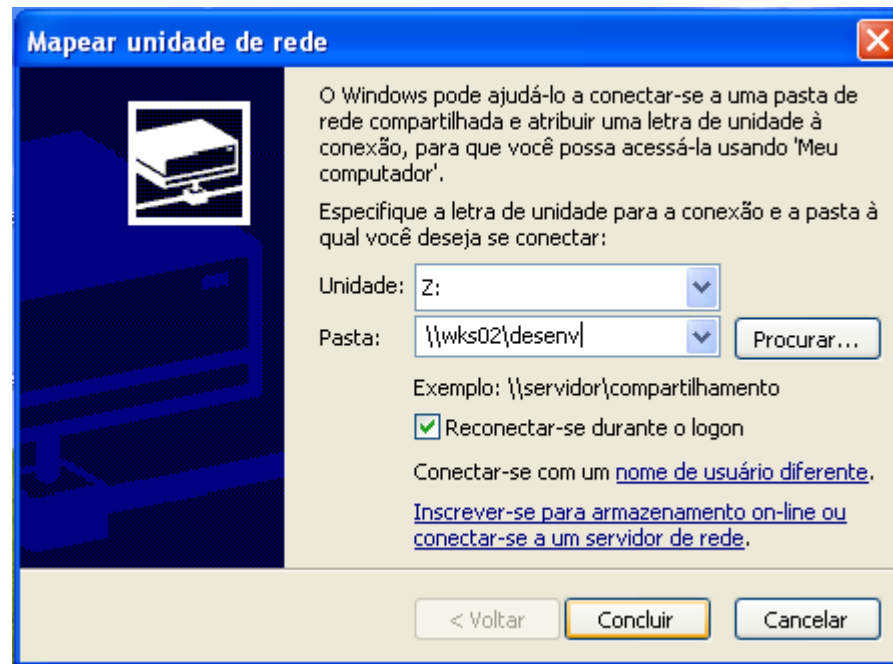 Mapear unidade de rede
O Windows pode ajudá-lo a conectar-se a uma pasta de
rede compartilhada e atribuir uma letra de unidade à
conexão, para que você possa acessá-la usando 'Meu
computador'.
Especifique a letra de unidade para a conexão e a pasta à
qual você deseja se conectar:
Unidade: Z:
Pasta: \\wks02\desenv Procurar...
Exemplo: \\servidor\compartilhamento
Reconectar-se durante o logon
Conectar-se com um nome de usuário diferente.
Inscrever-se para armazenamento on-line ou
conectar-se a um servidor de rede.
< Voltar Concluir Cancelar